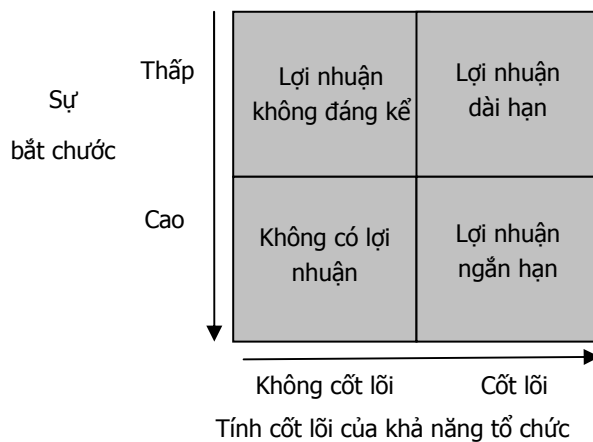 Thấp
Sự
bắt chước
Cao
Lợi nhuận
không đáng kể
Lợi nhuận
dài hạn
Không có lợi
nhuận
Lợi nhuận
ngắn hạn
Không cốt lõi
Cốt lõi
Tính cốt lõi của khả năng tổ chức